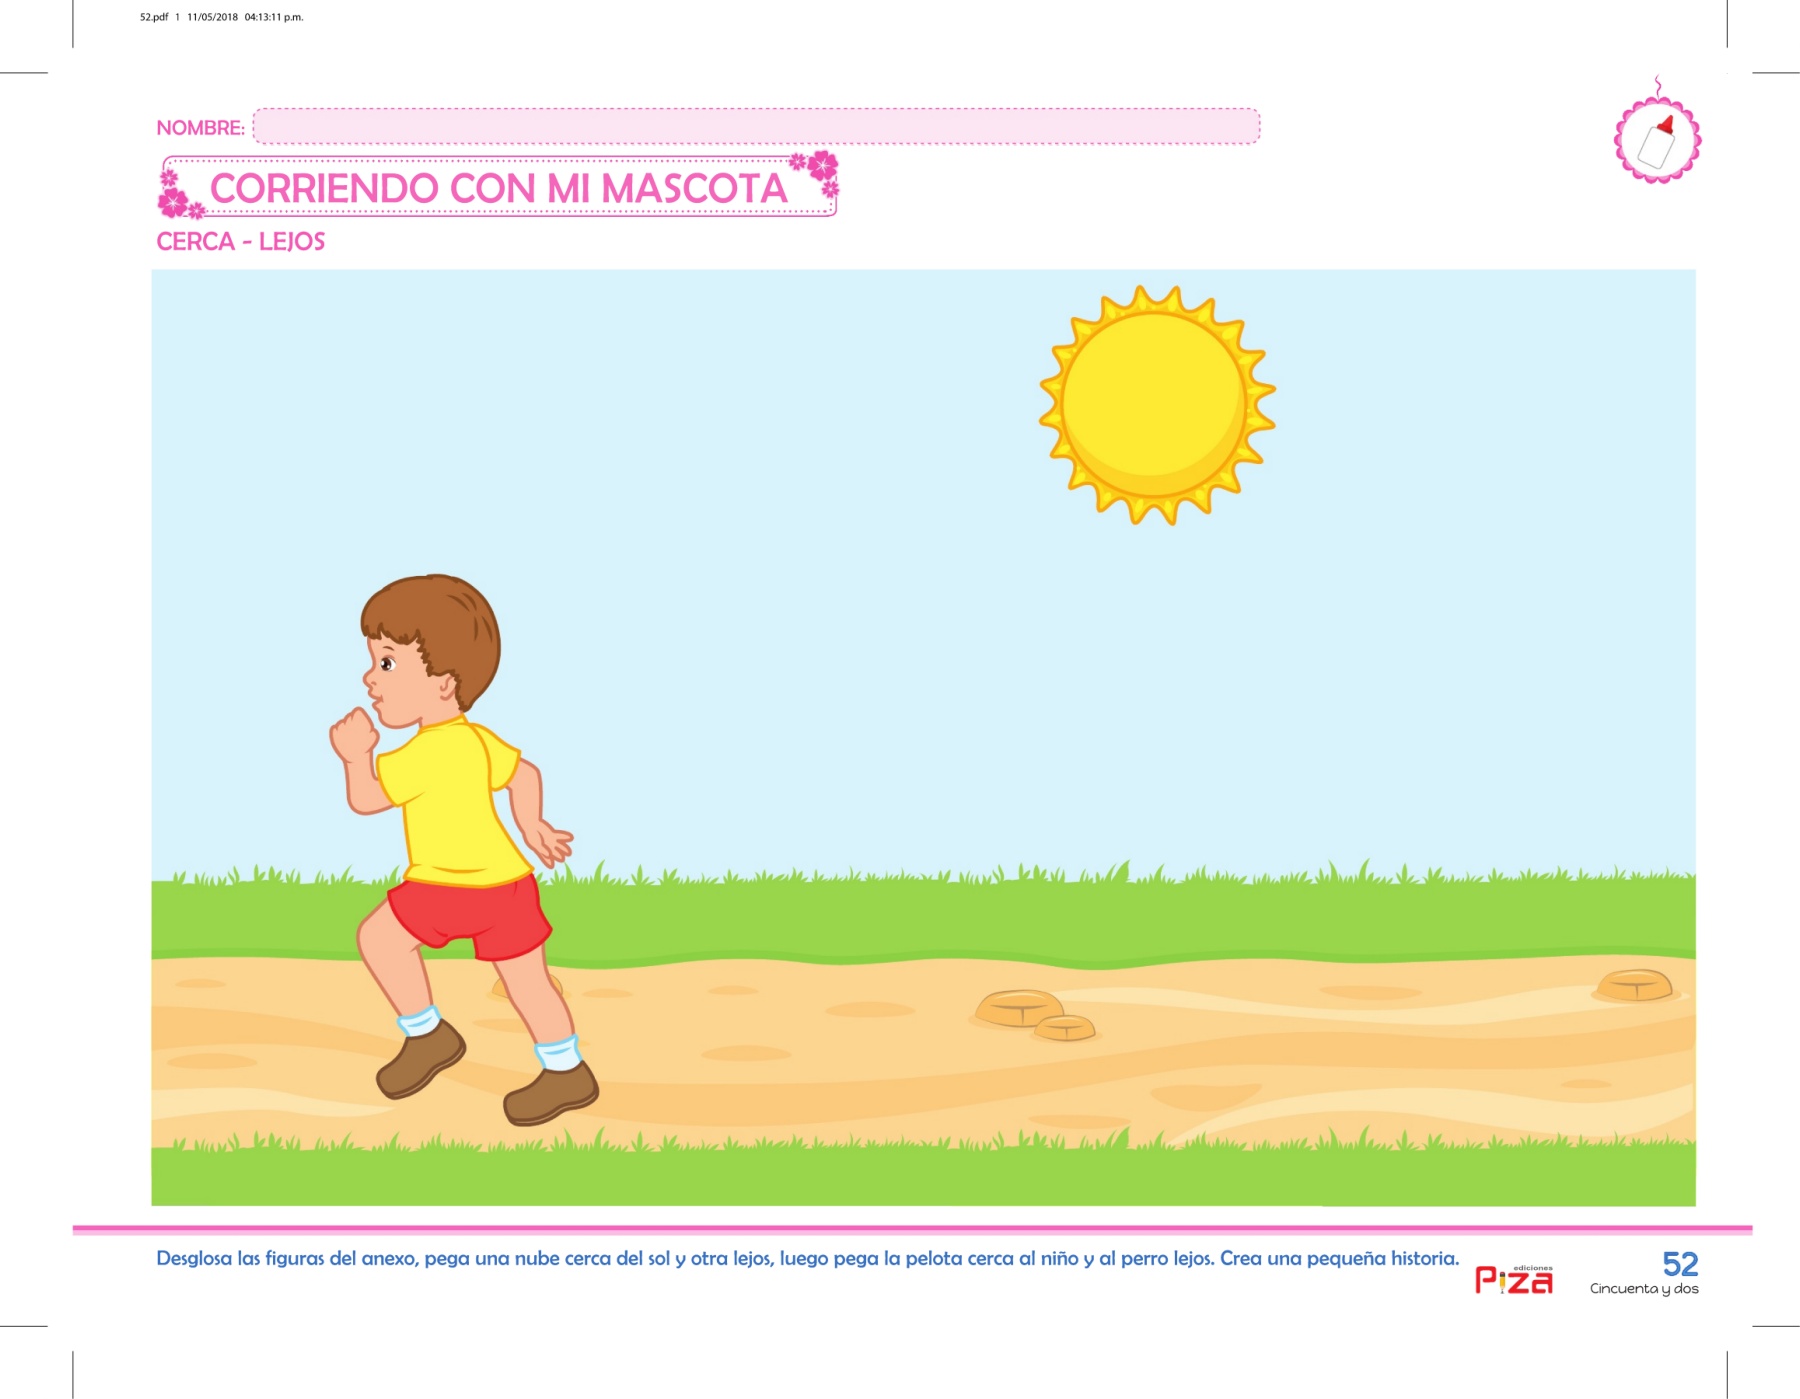 52.pdf 1 11/05/2018 04:13:11 p.m.
NOMBRE:
CORRIENDO CON MI MASCOTA
CERCA - LEJOS
Desglosa las figuras del anexo, pega una nube cerca del sol y otra lejos, luego pega la pelota cerca al niño y al perro lejos. Crea una pequeña historia.
ediciones
Piza
52
Cincuenta y dos